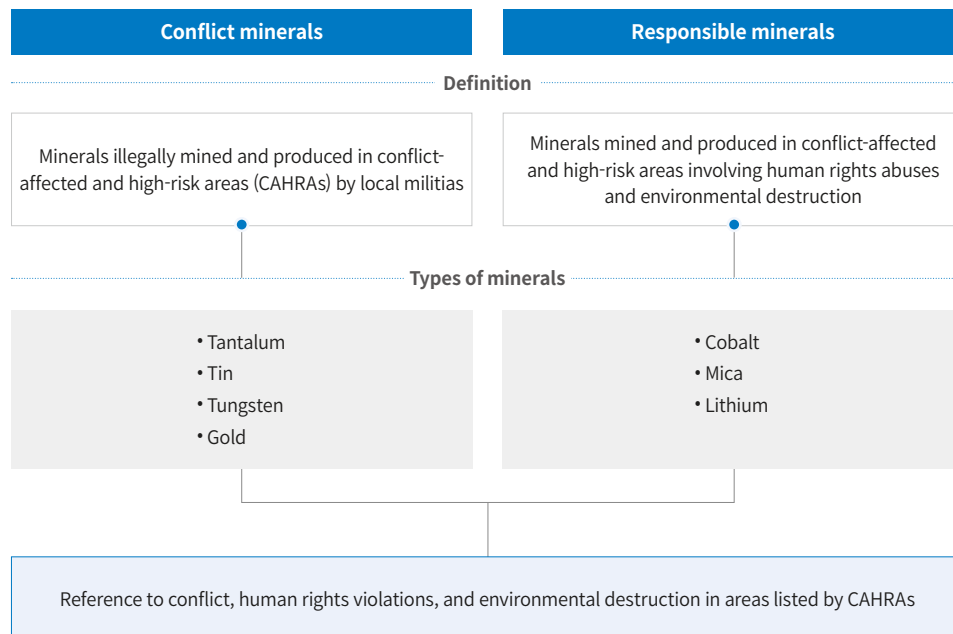 Conflict minerals
Responsible minerals
Definition
Minerals illegally mined and produced in conflict-
affected and high-risk areas (CAHRAs) by local militias
Minerals mined and produced in conflict-affected
and high-risk areas involving human rights abuses
and environmental destruction
Types of minerals
• Tantalum
• Tin
• Tungsten
• Gold
• Cobalt
• Mica
• Lithium
Reference to conflict, human rights violations, and environmental destruction in areas listed by CAHRAs